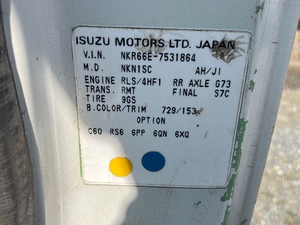 ISUZU MOTORS LTD. JAPAN
V.I.N. NKR66E-7531864
M.D. NKN1SC AH/JI
ENGINE RLS/4HF1 RR AXLE G73
TRANS. RMT FINAL S7C
TIRE 9GS
B.COLOR/TRIM 729/153
OPTION
C60 RS6 6PP 6QN 6XQ